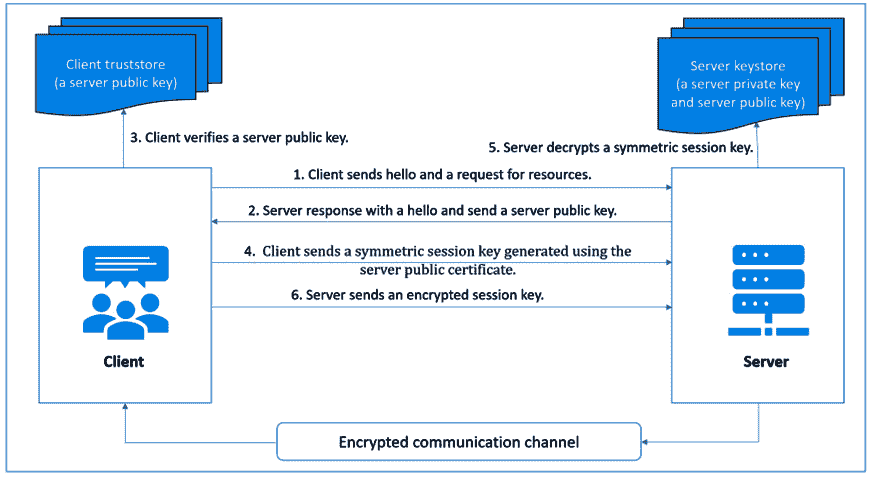 Client truststore
(a server public key)
Server keystore
(a server private key
and server public key)
3. Client verifies a server public key.
5. Server decrypts a symmetric session key.
1. Client sends hello and a request for resources.
2. Server response with a hello and send a server public key.
4. Client sends a symmetric session key generated using the
server public certificate.
6. Server sends an encrypted session key.
Client
Server
Encrypted communication channel